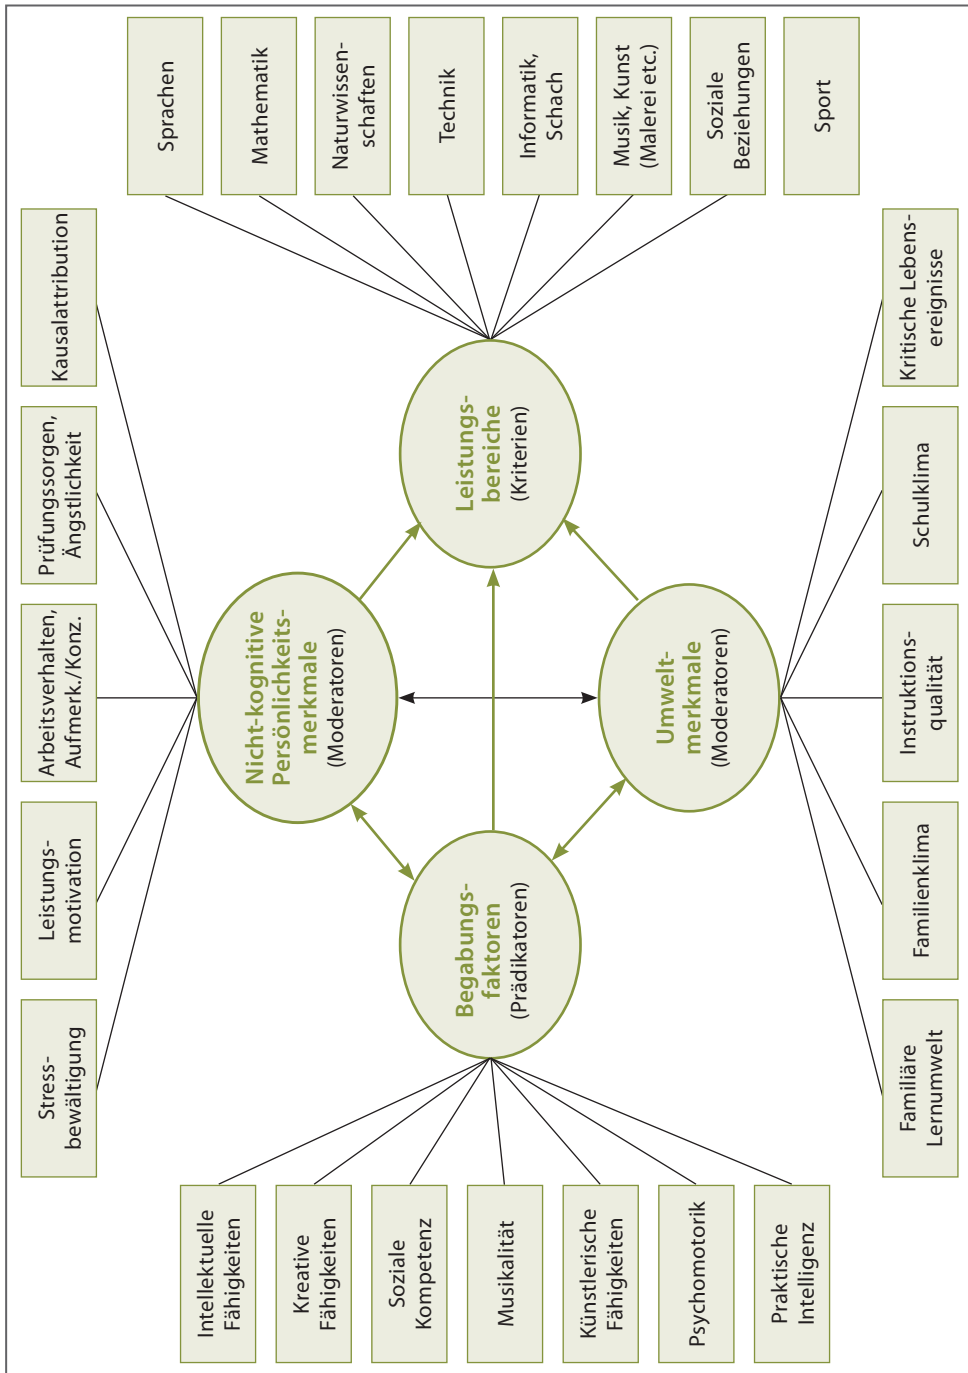 Stress-
bewältigung
Leistungs-
motivation
Arbeitsverhalten,
Aufmerk./Konz.
Prüfungssorgen,
Ängstlichkeit
Kausalattribution
Intellektuelle
Fähigkeiten
Kreative
Fähigkeiten
Soziale
Kompetenz
Musikalität
Künstlerische
Fähigkeiten
Psychomotorik
Praktische
Intelligenz
Nicht-kognitive
Persönlichkeits-
merkmale
(Moderatoren)
Begabungs-
faktoren
(Prädikatoren)
Leistungs-
bereiche
(Kriterien)
Umwelt-
merkmale
(Moderatoren)
Sprachen
Mathematik
Naturwissen-
schaften
Technik
Informatik,
Schach
Musik, Kunst
(Malerei etc.)
Soziale
Beziehungen
Sport
Familiäre
Lernumwelt
Familienklima
Instruktions-
qualität
Schulklima
Kritische Lebens-
ereignisse